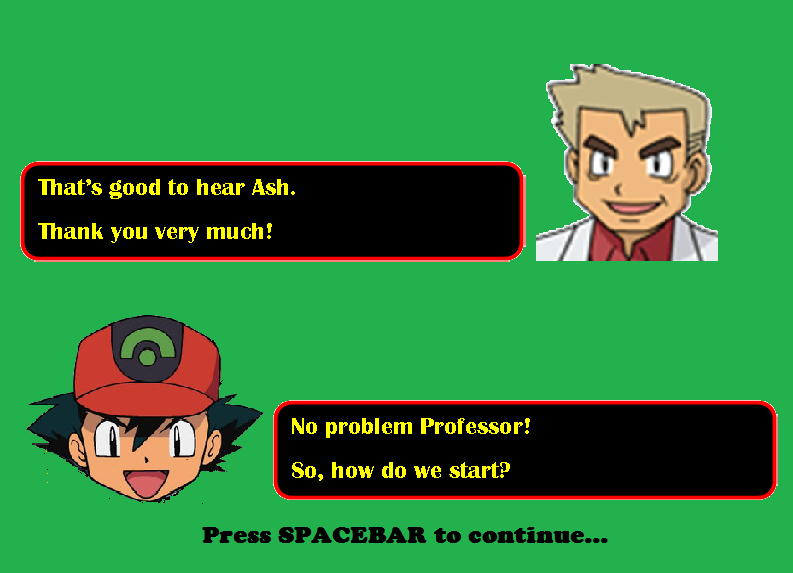 That's good to hear Ash.
Thank you very much!
No problem Professor!
So, how do we start?
Press SPACEBAR to continue...